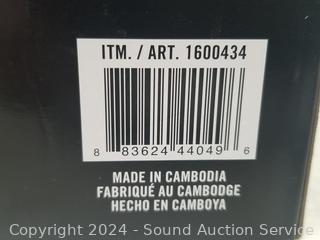 ITM. / ART. 1600434
8 83624 44049 6
MADE IN CAMBODIA
FABRIQUÉ AU CAMBODGE
HECHO EN CAMBOYA
Copyright 2024 - Sound Auction Service